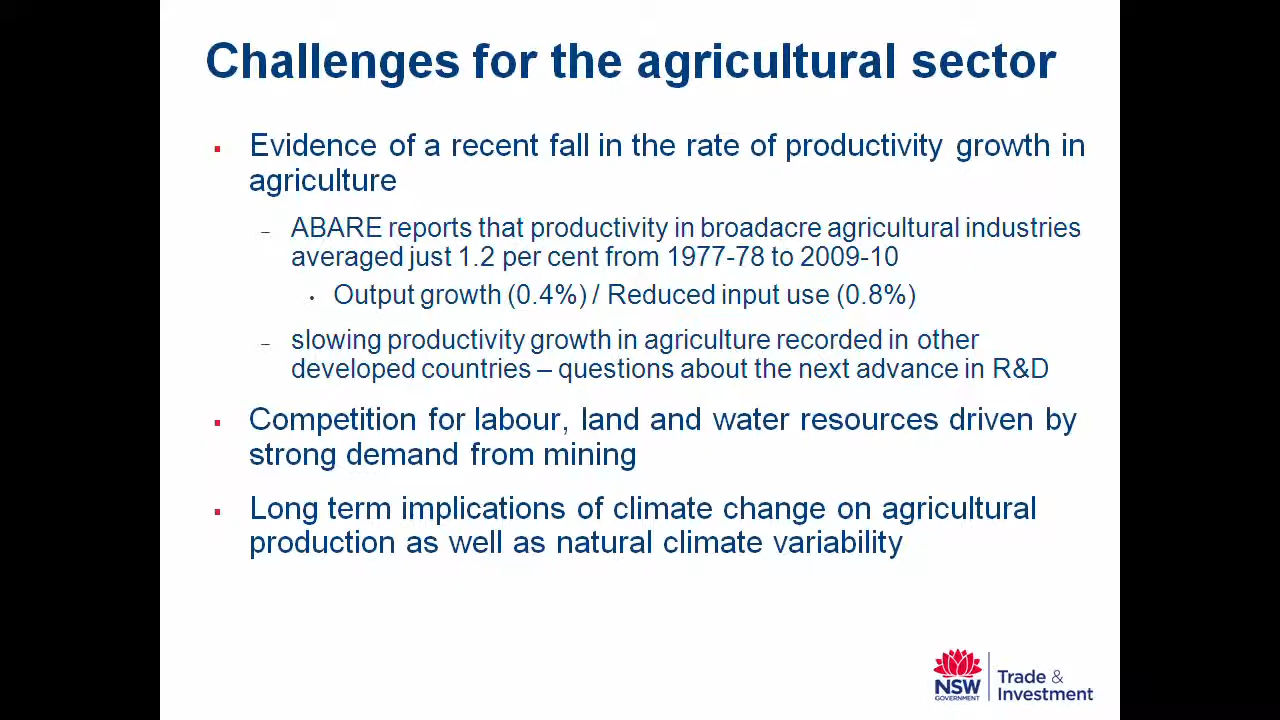 Challenges for the agricultural sector
▪ Evidence of a recent fall in the rate of productivity growth in
agriculture
– ABARE reports that productivity in broadacre agricultural industries
averaged just 1.2 per cent from 1977-78 to 2009-10
• Output growth (0.4%) / Reduced input use (0.8%)
– slowing productivity growth in agriculture recorded in other
developed countries – questions about the next advance in R&D
▪ Competition for labour, land and water resources driven by
strong demand from mining
▪ Long term implications of climate change on agricultural
production as well as natural climate variability
NSW
GOVERNMENT
Trade &
Investment